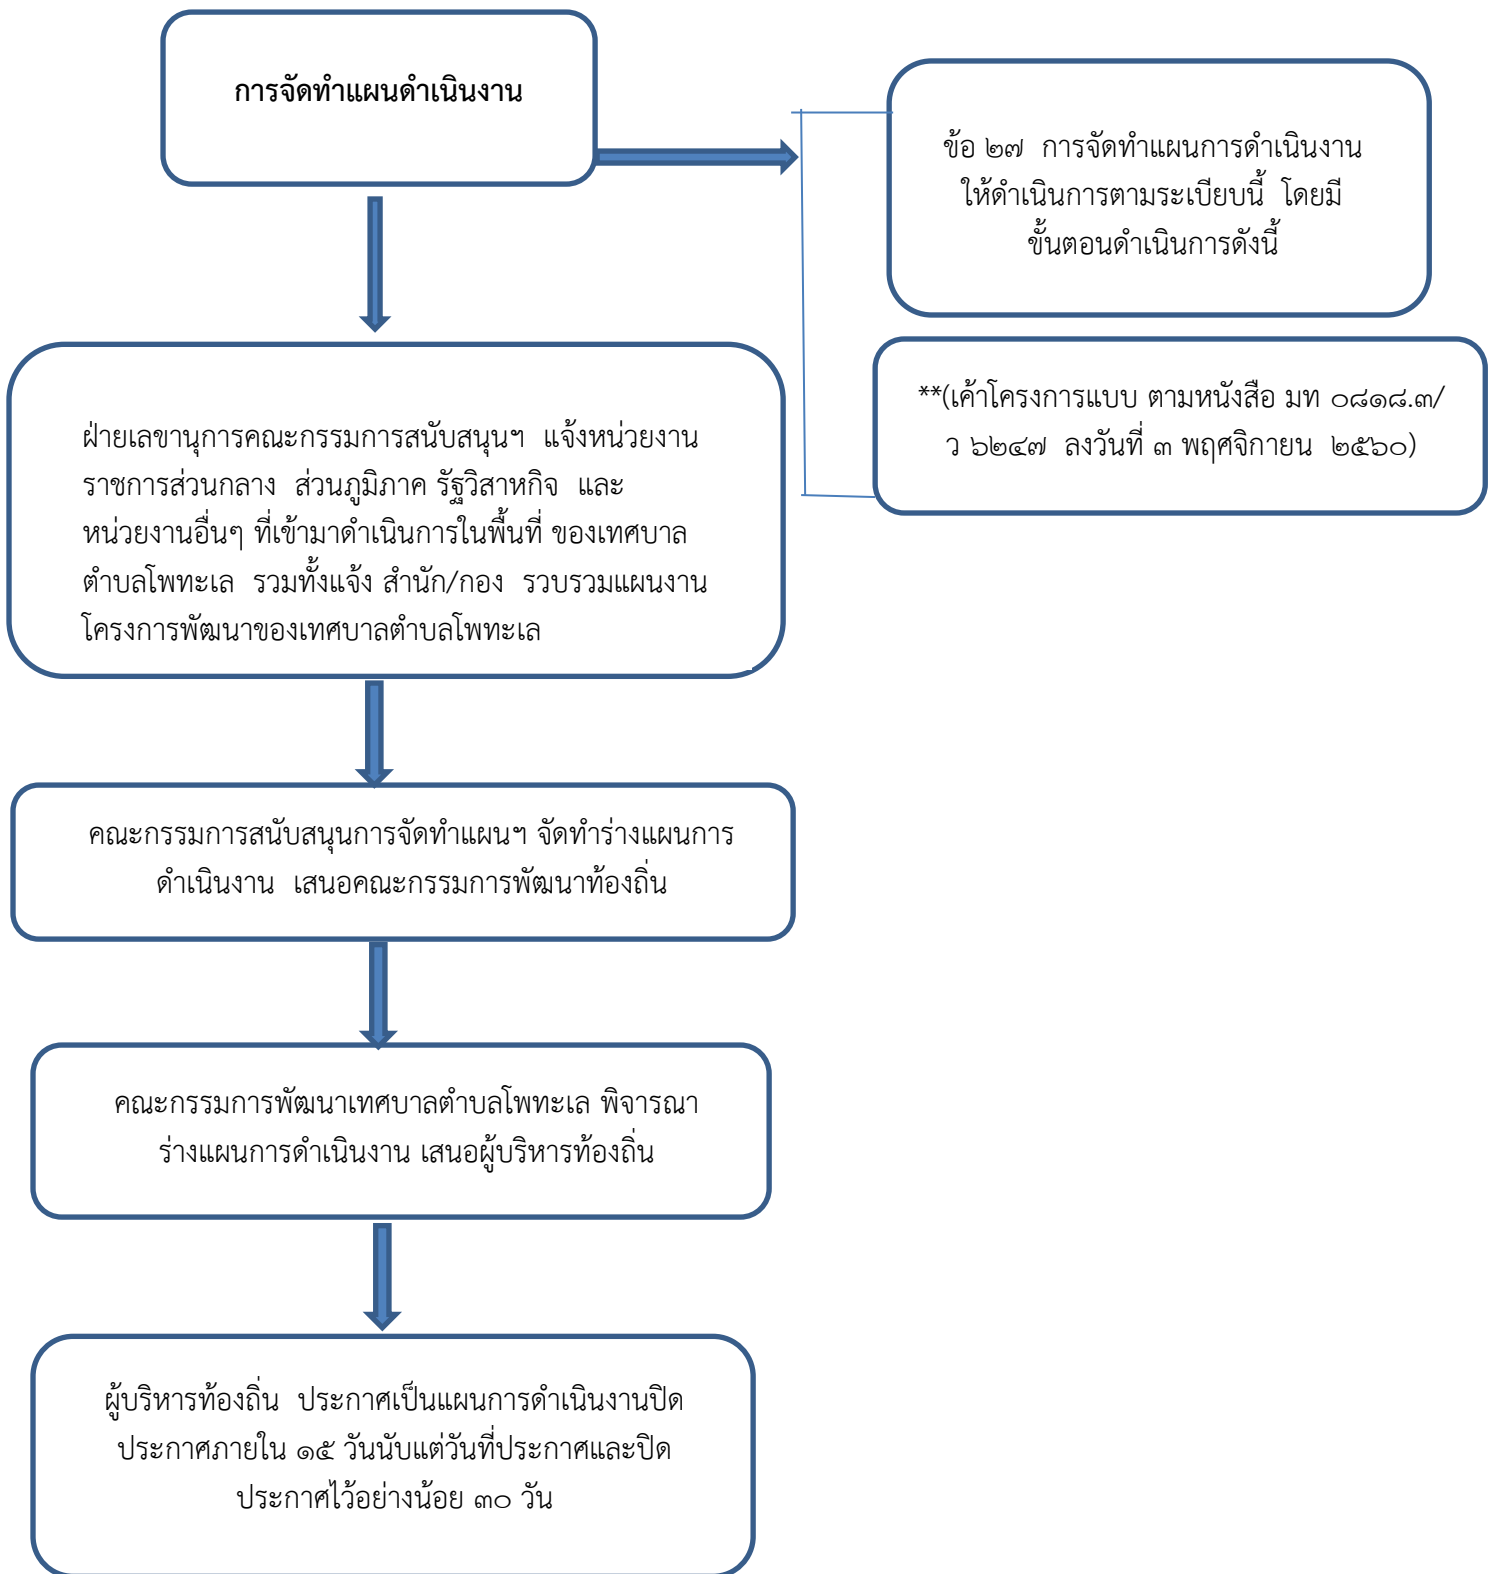 การจัดทำแผนดำเนินงาน
ข้อ ๒๗  การจัดทำแผนการดำเนินงาน
ให้ดำเนินการตามระเบียบนี้  โดยมี
ขั้นตอนดำเนินการดังนี้
**(เค้าโครงการแบบ ตามหนังสือ มท ๐๘๑๘.๓/
ว ๖๒๔๗  ลงวันที่ ๓ พฤศจิกายน  ๒๕๖๐)
ฝ่ายเลขานุการคณะกรรมการสนับสนุนฯ  แจ้งหน่วยงาน
ราชการส่วนกลาง  ส่วนภูมิภาค รัฐวิสาหกิจ  และ
หน่วยงานอื่นๆ ที่เข้ามาดำเนินการในพื้นที่ ของเทศบาล
ตำบลโพทะเล  รวมทั้งแจ้ง สำนัก/กอง  รวบรวมแผนงาน
โครงการพัฒนาของเทศบาลตำบลโพทะเล
คณะกรรมการสนับสนุนการจัดทำแผนฯ จัดทำร่างแผนการ
ดำเนินงาน  เสนอคณะกรรมการพัฒนาท้องถิ่น
คณะกรรมการพัฒนาเทศบาลตำบลโพทะเล พิจารณา
ร่างแผนการดำเนินงาน เสนอผู้บริหารท้องถิ่น
ผู้บริหารท้องถิ่น  ประกาศเป็นแผนการดำเนินงานปิด
ประกาศภายใน ๑๕ วันนับแต่วันที่ประกาศและปิด
ประกาศไว้อย่างน้อย ๓๐ วัน